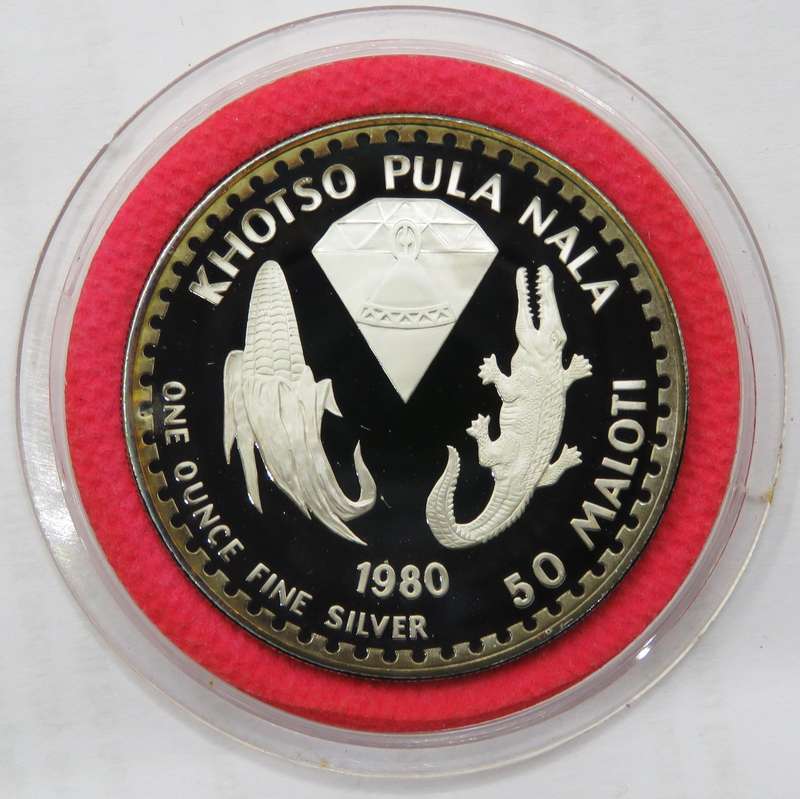 KHOTSO PULA NALA
ONE OUNCE FINE SILVER
1980
50 MALOTI